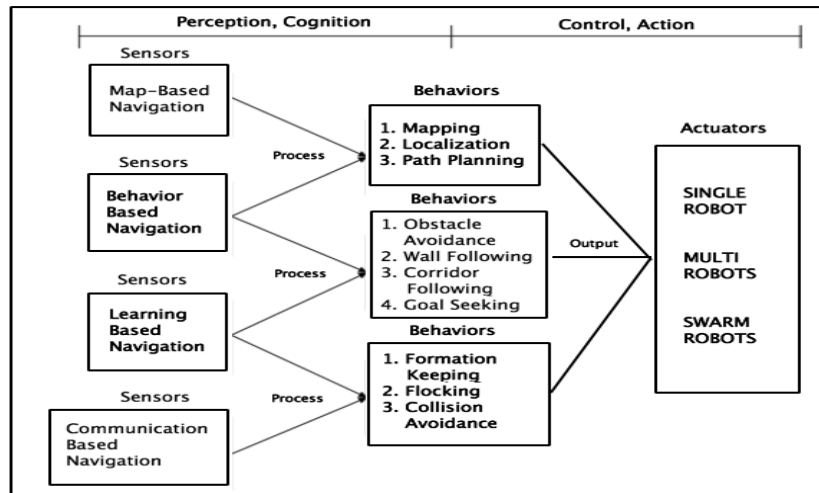 Perception, Cognition
Control, Action
Sensors
Map-Based
Navigation
Sensors
Behavior
Based
Navigation
Sensors
Learning
Based
Navigation
Sensors
Communication
Based
Navigation
Process
Process
Process
Behaviors
1. Mapping
2. Localization
3. Path Planning
Behaviors
1. Obstacle
Avoidance
2. Wall Following
3. Corridor
Following
4. Goal Seeking
Behaviors
1. Formation
Keeping
2. Flocking
3. Collision
Avoidance
Output
Actuators
SINGLE
ROBOT
MULTI
ROBOTS
SWARM
ROBOTS